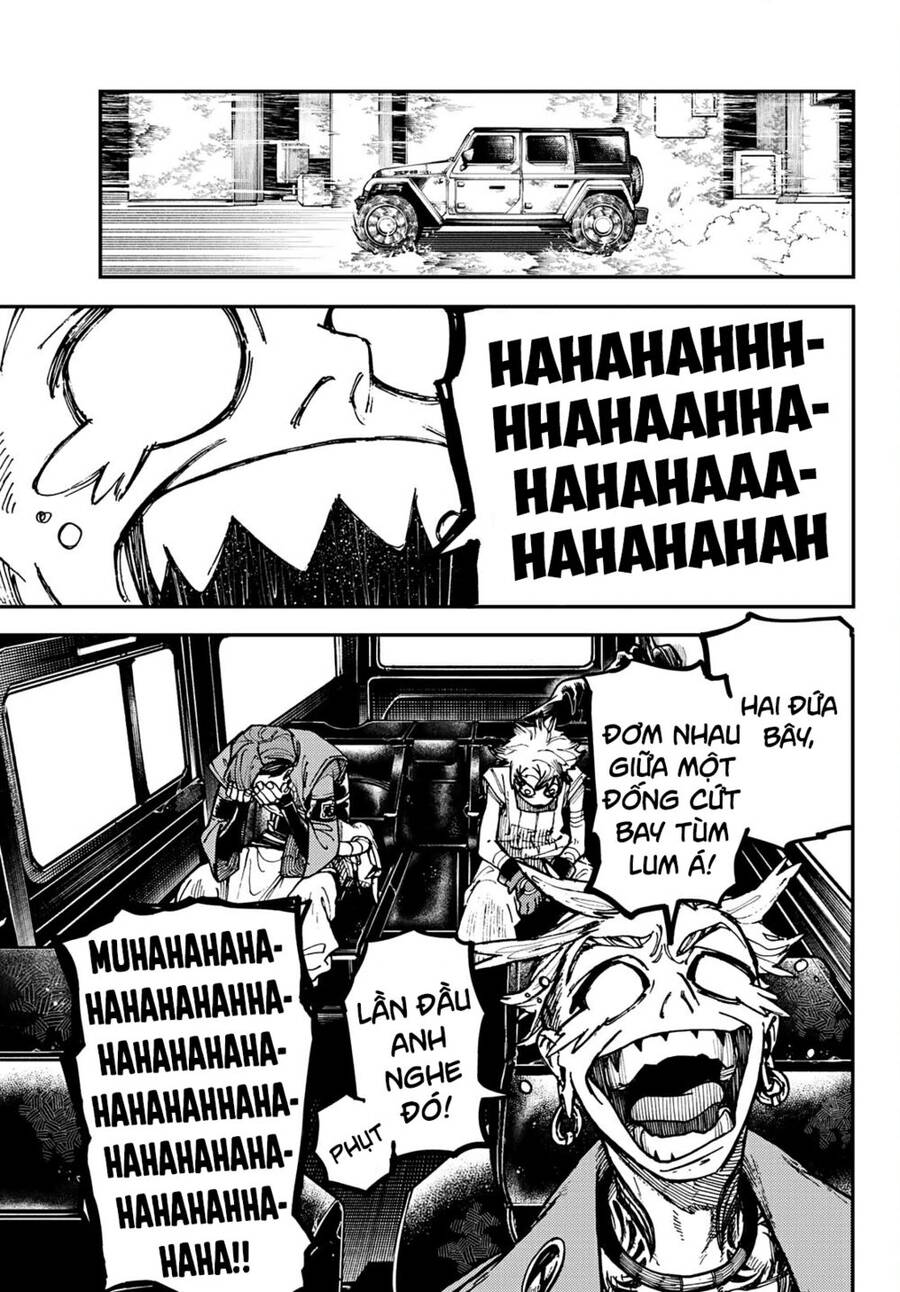 HAHAHAHHH-
HHAHAAHHA-
HAHAHAAA-
HAHAHAHAH
HAI ĐỨA
BÂY,
ĐƠM NHAU
GIỮA MỘT
ĐỐNG CỨT
BAY TÙM
LUM Á!
LẦN ĐẦU
ANH
NGHE
ĐÓ!
PHỤT
MUHAHAHAHA-
HAHAHAHAHHA-
HAHAHAHAHA-
HAHAHAHHAHA-
HAHAHAHAHA-
HAHAHAHHA-
HAHA!!